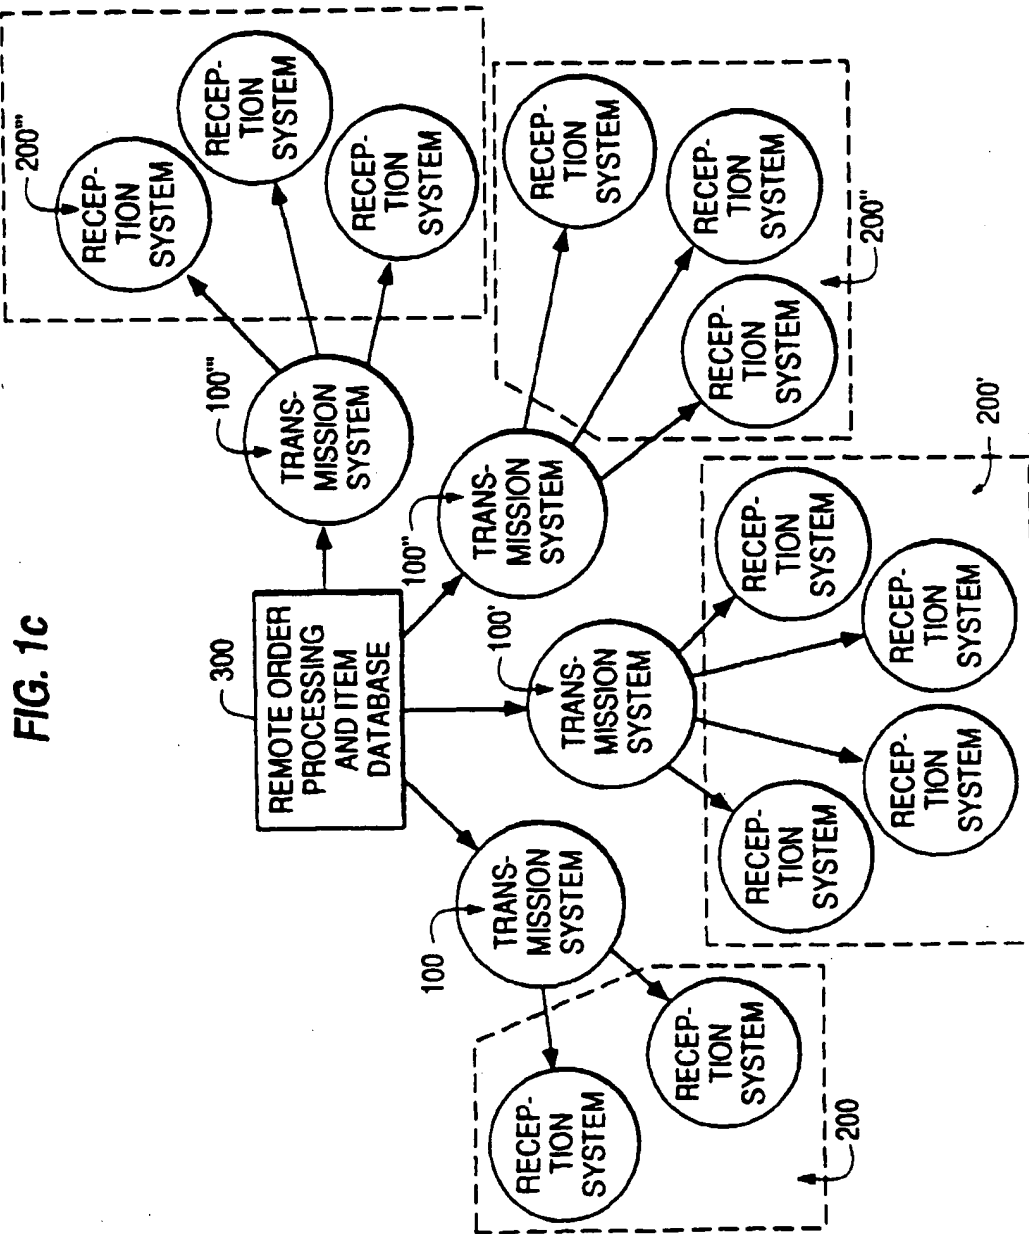 FIG. 1c
300
REMOTE ORDER
PROCESSING
AND ITEM
DATABASE
100
TRANS-
MISSION
SYSTEM
100'
TRANS-
MISSION
SYSTEM
100"
TRANS-
MISSION
SYSTEM
100'''
TRANS-
MISSION
SYSTEM
RECEP-
TION
SYSTEM
RECEP-
TION
SYSTEM
200
RECEP-
TION
SYSTEM
RECEP-
TION
SYSTEM
RECEP-
TION
SYSTEM
RECEP-
TION
SYSTEM
200'
RECEP-
TION
SYSTEM
RECEP-
TION
SYSTEM
RECEP-
TION
SYSTEM
200"
200'''
RECEP-
TION
SYSTEM
RECEP-
TION
SYSTEM
RECEP-
TION
SYSTEM